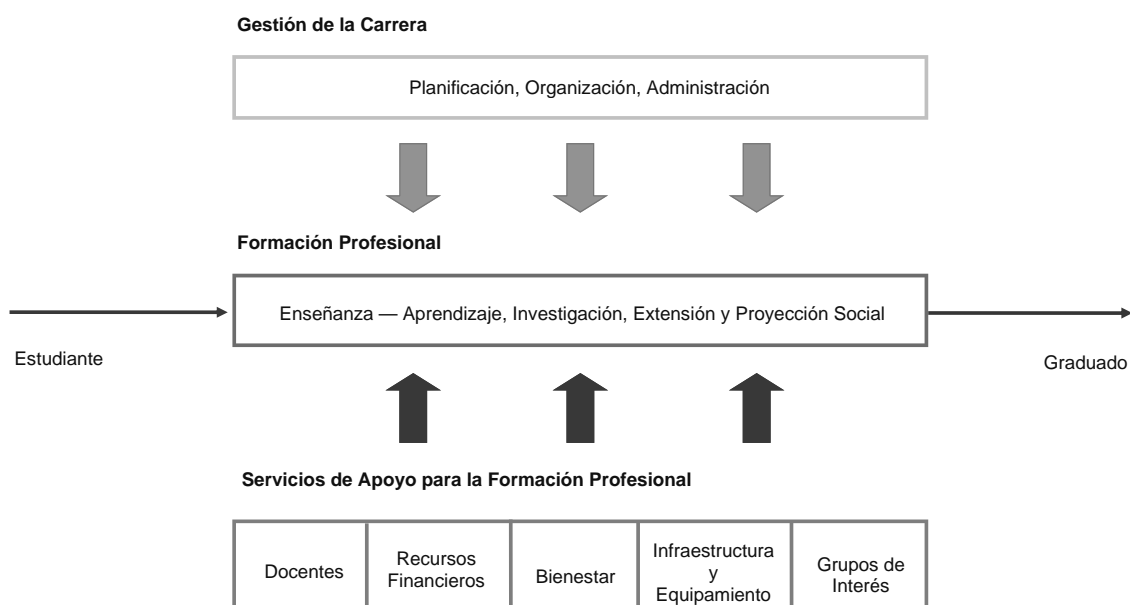 Gestión de la Carrera
Planificación, Organización, Administración
Formación Profesional
Enseñanza — Aprendizaje, Investigación, Extensión y Proyección Social
Estudiante
Graduado
Servicios de Apoyo para la Formación Profesional
Docentes
Recursos
Financieros
Bienestar
Infraestructura
y
Equipamiento
Grupos de
Interés